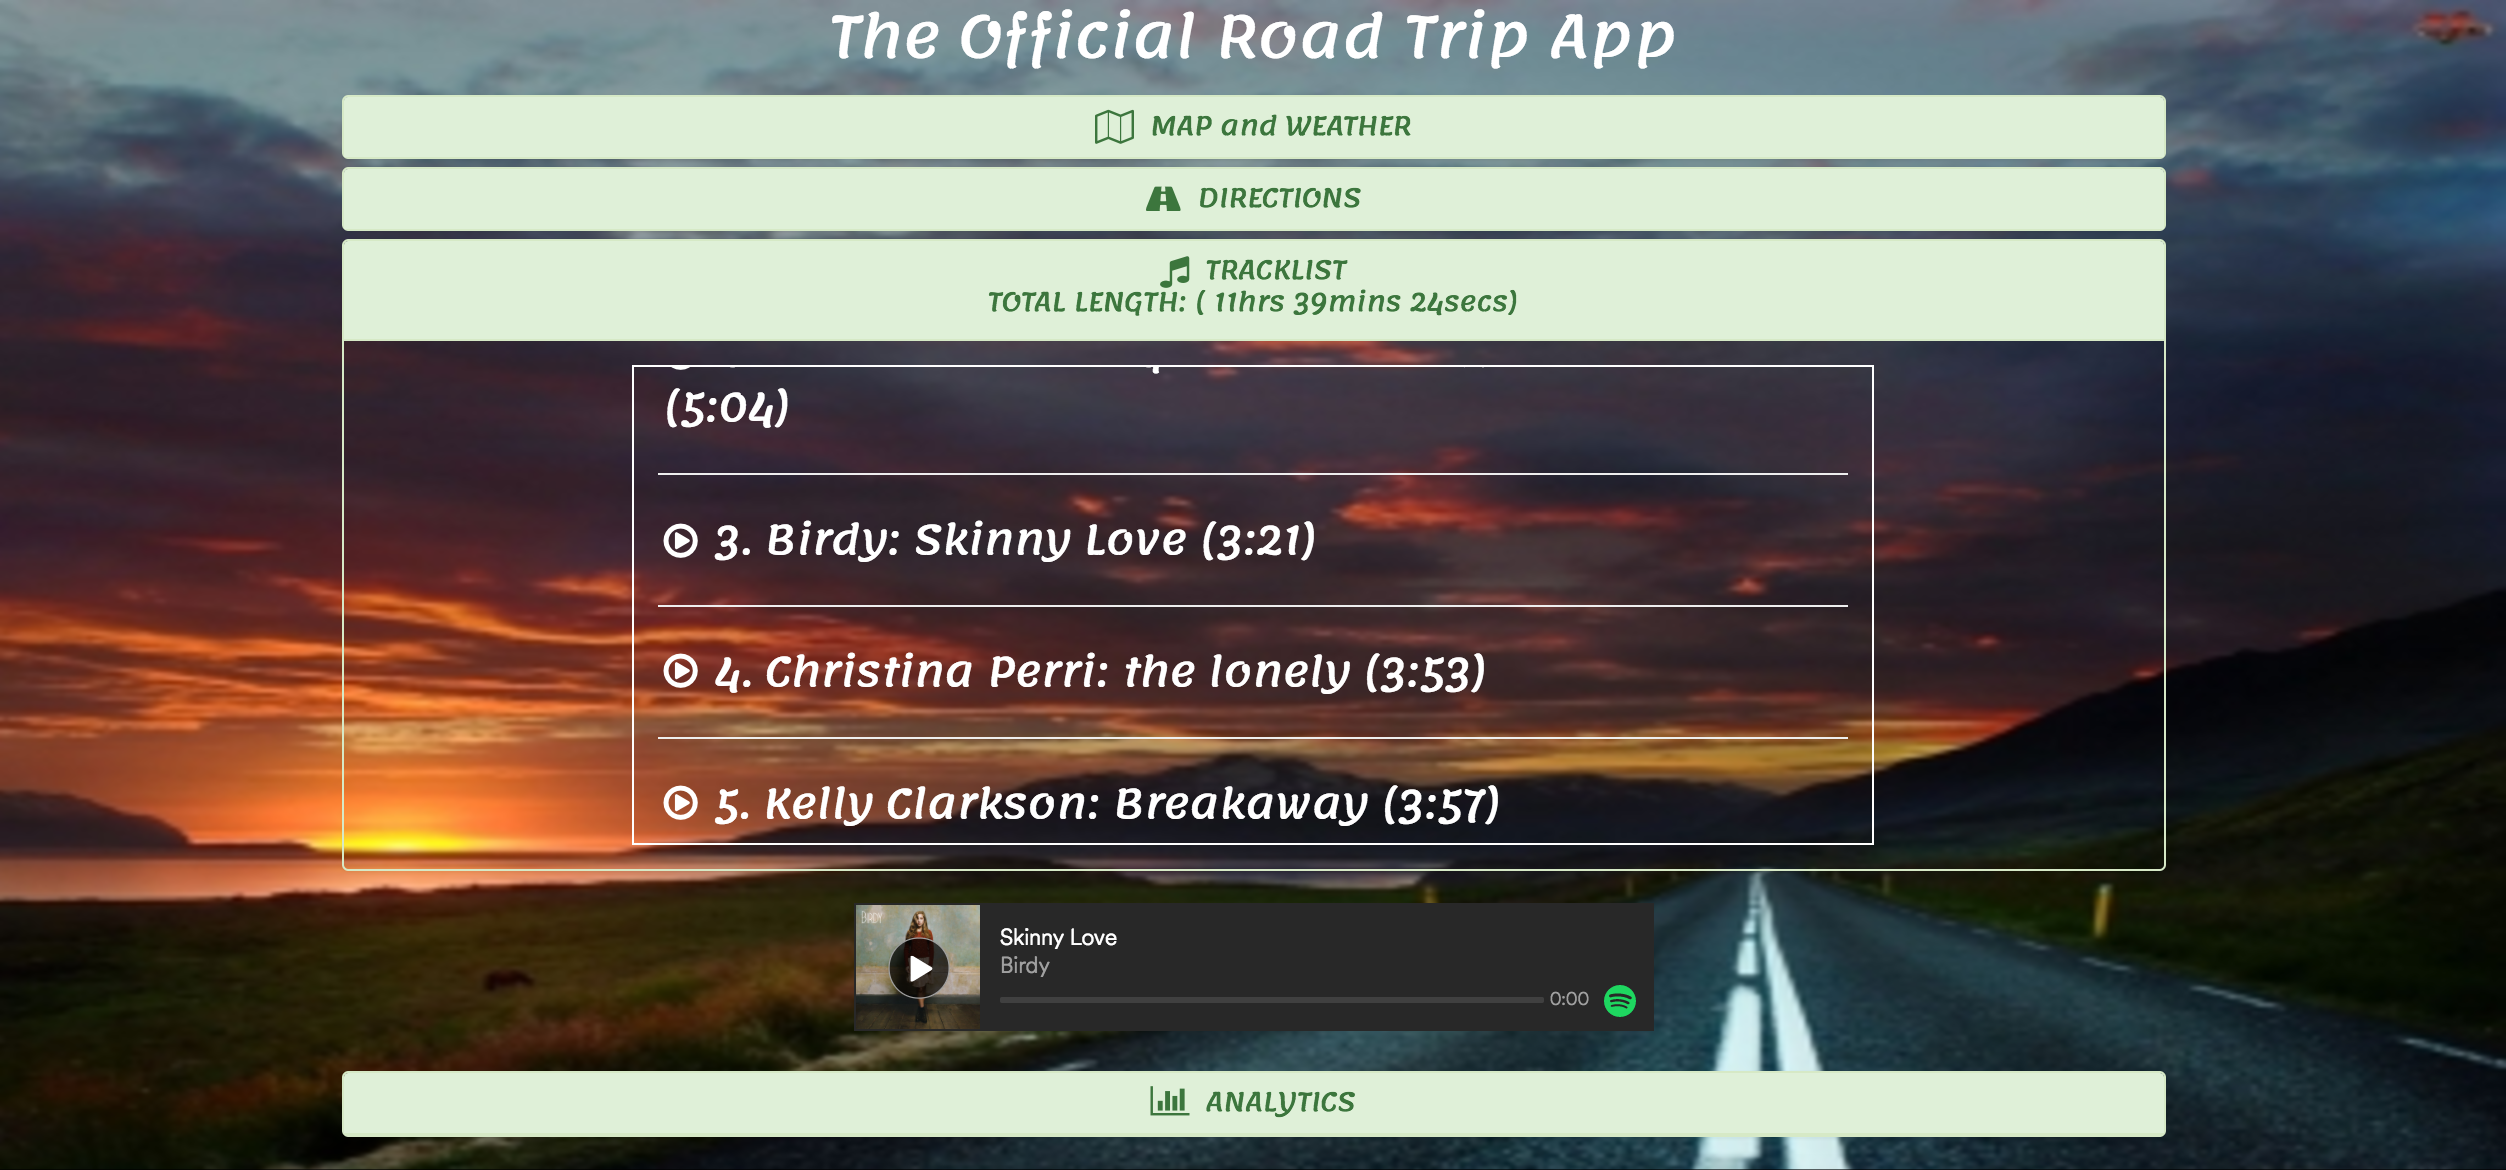 The Official Road Trip App
MAP and WEATHER
DIRECTIONS
TRACKLIST
TOTAL LENGTH: ( 11hrs 39mins 24secs)
(5:04)
3. Birdy: Skinny Love (3:21)
4. Christina Perri: the lonely (3:53)
5. Kelly Clarkson: Breakaway (3:57)
BIRDY
Skinny Love
Birdy
0:00
ANALYTICS